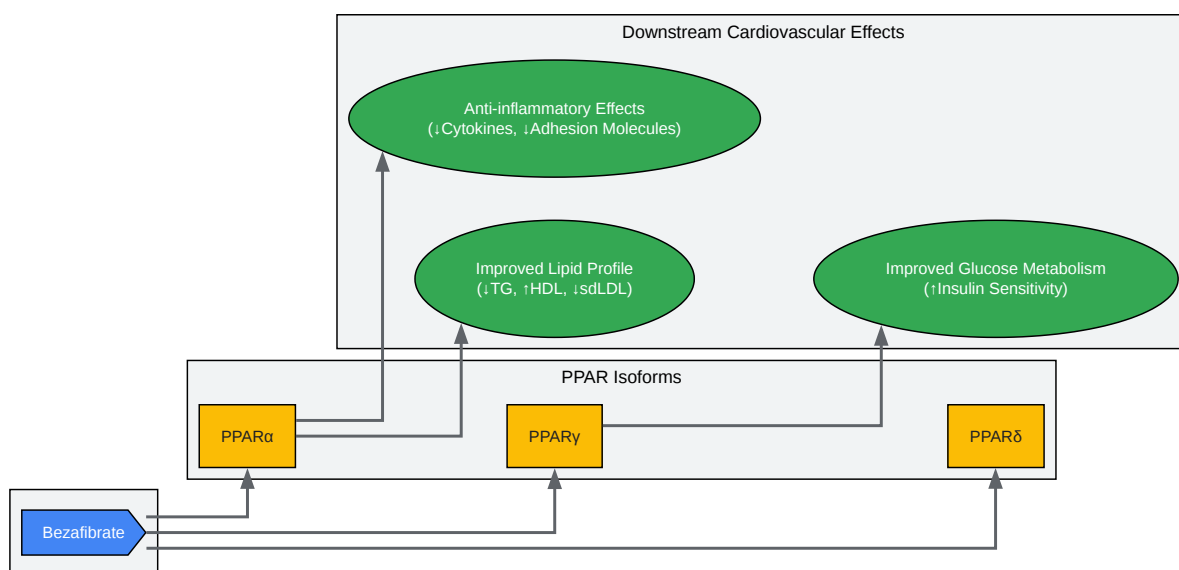 Downstream Cardiovascular Effects
Anti-inflammatory Effects
(↓Cytokines, ↓Adhesion Molecules)
Improved Lipid Profile
(↓TG, ↑HDL, ↓sdLDL)
Improved Glucose Metabolism
(↑Insulin Sensitivity)
PPAR Isoforms
PPARα
PPARγ
PPARδ
Bezafibrate